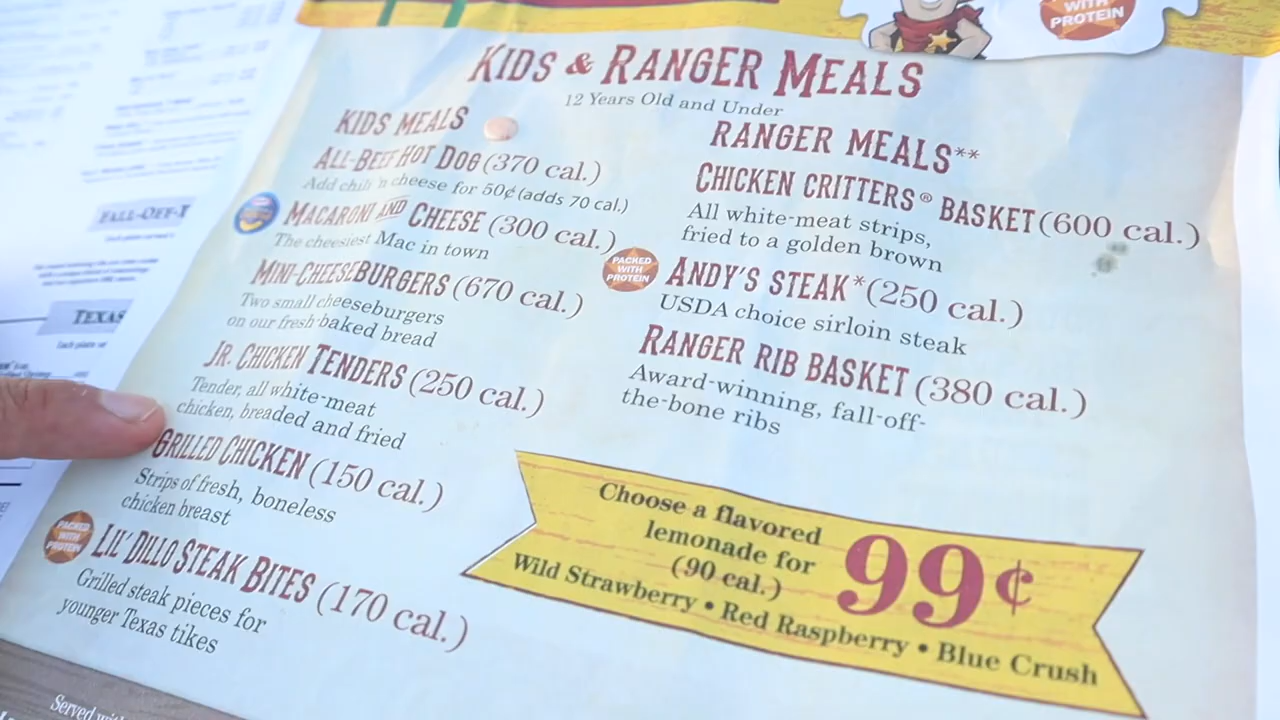 WITH
PROTEIN
KIDS & RANGER MEALS
12 Years Old and Under
KIDS MEALS
ALL-BEEF HOT DOG (370 cal.)
Add chili 'n cheese for 50¢ (adds 70 cal.)
MACARONI AND CHEESE (300 cal.)
The cheesiest Mac in town
MINI-CHEESEBURGERS (670 cal.)
Two small cheeseburgers
on our fresh-baked bread
JR. CHICKEN TENDERS (250 cal.)
Tender, all white-meat
chicken, breaded and fried
GRILLED CHICKEN (150 cal.)
Strips of fresh, boneless
chicken breast
PACKED
WITH
PROTEIN
LIL' DILLO STEAK BITES (170 cal.)
Grilled steak pieces for
younger Texas tikes
RANGER MEALS**
CHICKEN CRITTERS® BASKET (600 cal.)
All white-meat strips,
fried to a golden brown
PACKED
WITH
PROTEIN
ANDY'S STEAK* (250 cal.)
USDA choice sirloin steak
RANGER RIB BASKET (380 cal.)
Award-winning, fall-off-
the-bone ribs
Choose a flavored
lemonade for
(90 cal.)
99¢
Wild Strawberry • Red Raspberry • Blue Crush
FALL-OFF-T
TEXAS
Served with